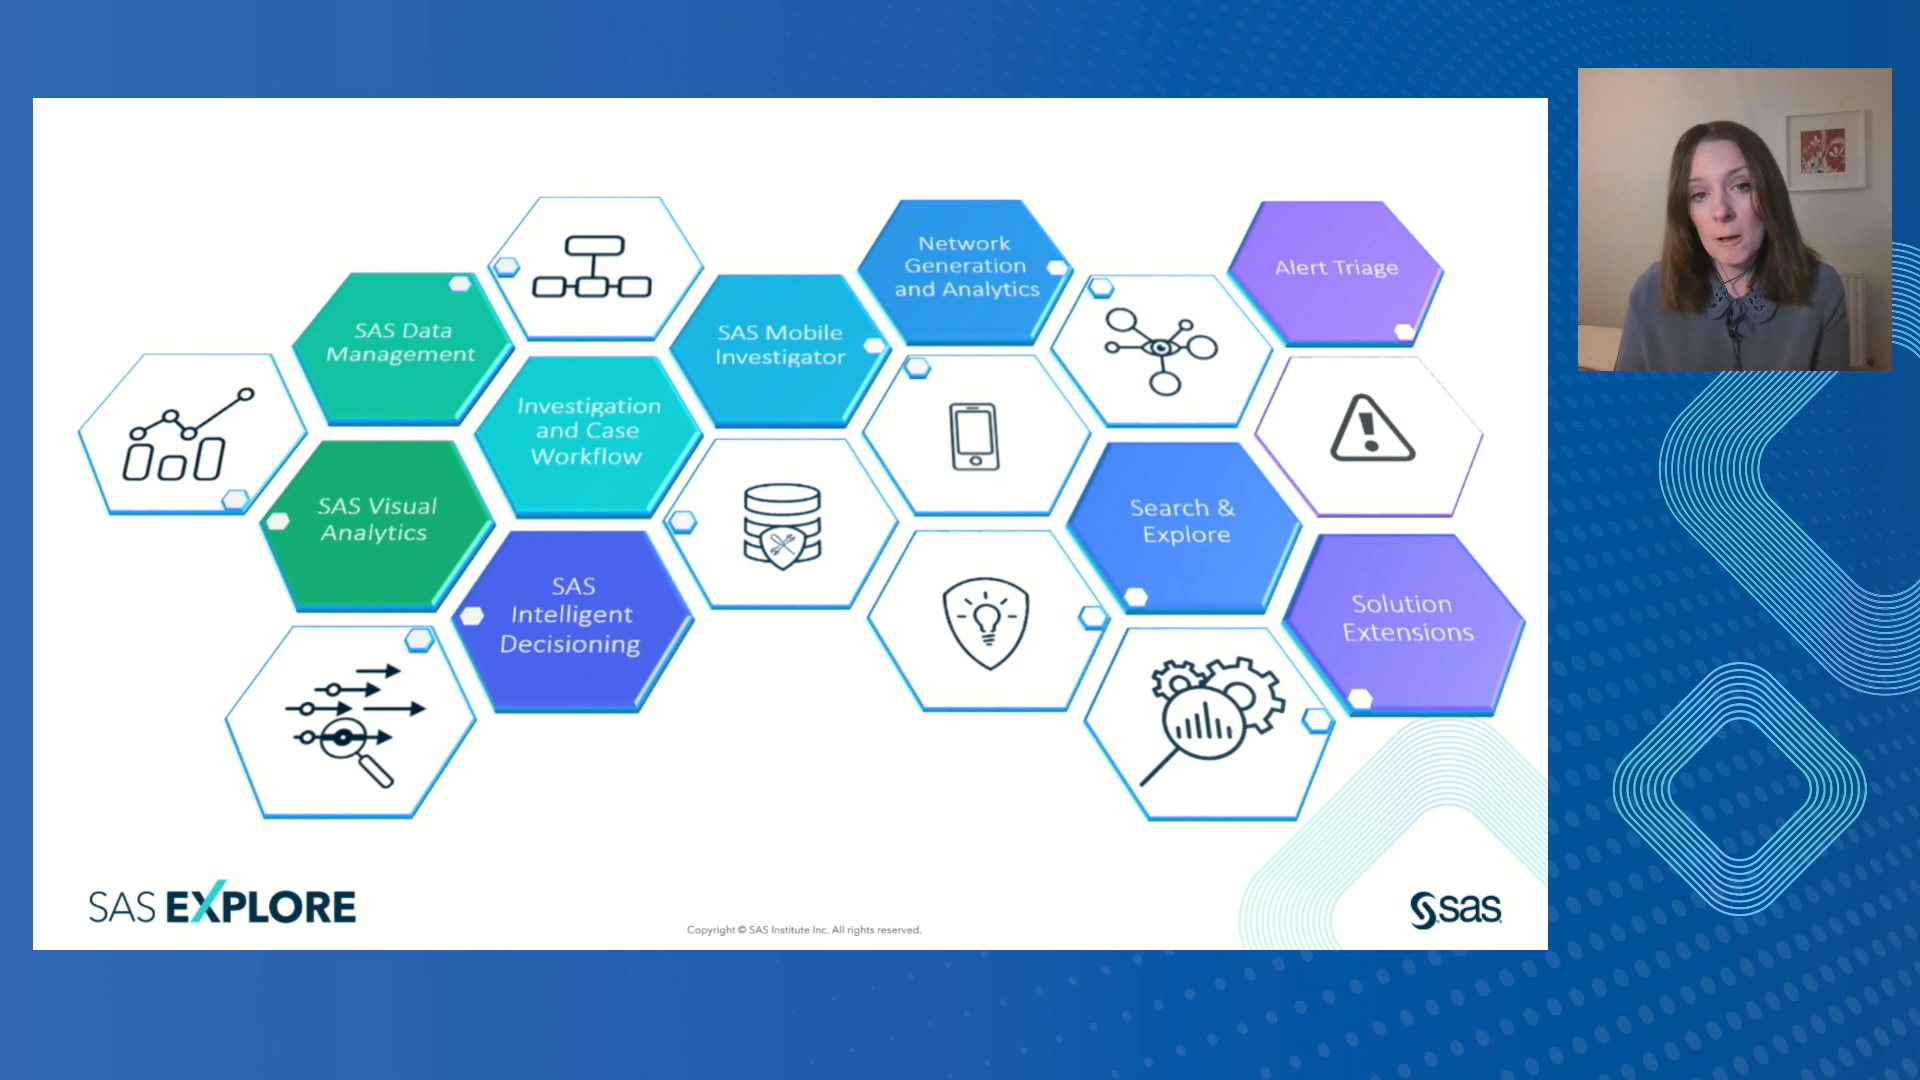 Network
Generation
and Analytics
Alert Triage
SAS Data
Management
SAS Mobile
Investigator
Investigation
and Case
Workflow
SAS Visual
Analytics
Search &
Explore
SAS
Intelligent
Decisioning
Solution
Extensions
SAS EXPLORE
Copyright © SAS Institute Inc. All rights reserved.
sas